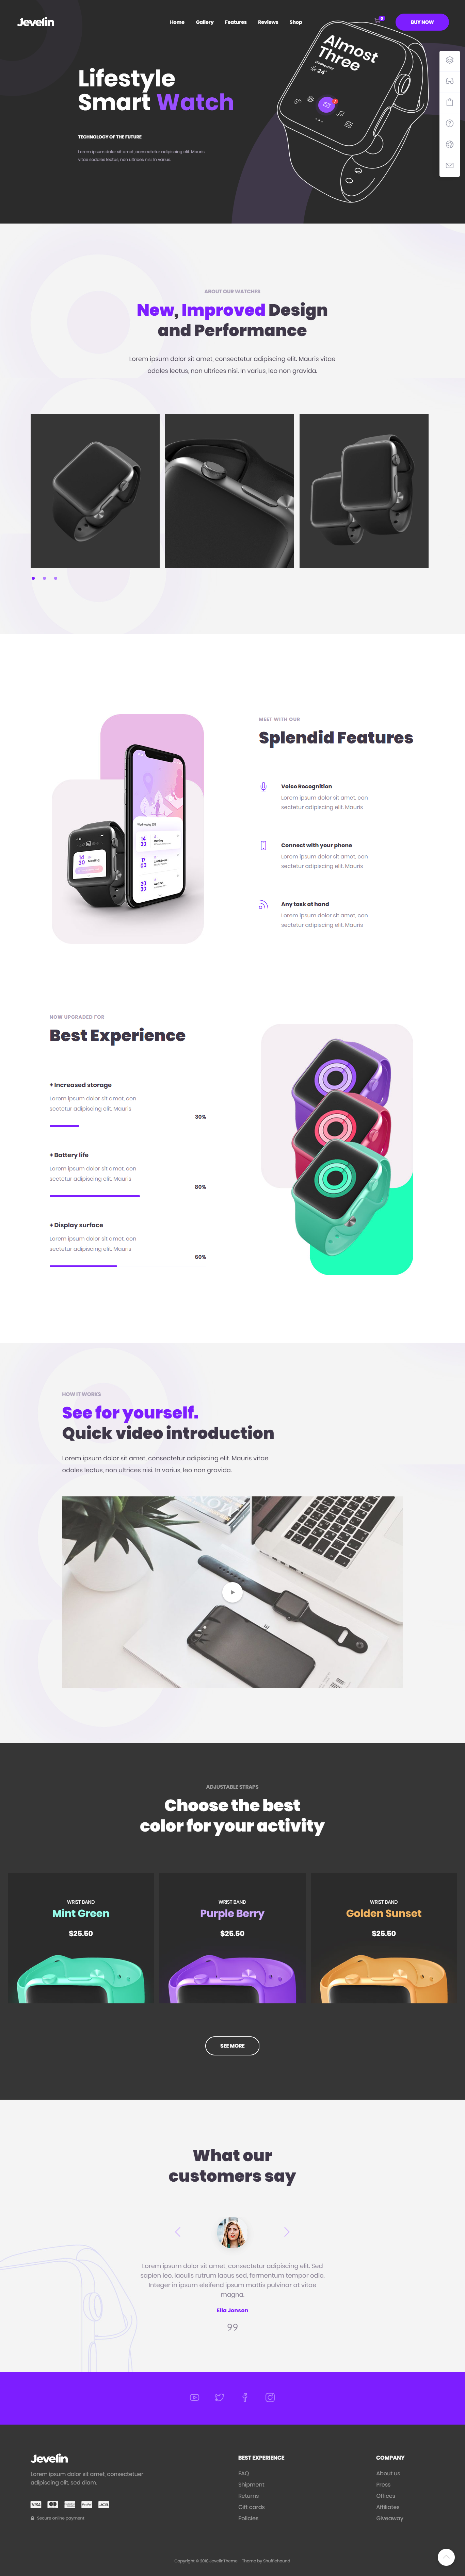 Jevelin
Home Gallery Features Reviews Shop
BUY NOW
Almost
Three
24°
Lifestyle
Smart Watch
TECHNOLOGY OF THE FUTURE
Lorem ipsum dolor sit amet, consectetur adipiscing elit. Mauris
vitae sodales lectus, non ultrices nisi. In varius.
ABOUT OUR WATCHES
New, Improved Design
and Performance
Lorem ipsum dolor sit amet, consectetur adipiscing elit. Mauris vitae
odales lectus, non ultrices nisi. In varius, leo non gravida.
MEET WITH OUR
Splendid Features
Voice Recognition
Lorem ipsum dolor sit amet, con
sectetur adipiscing elit. Mauris
Connect with your phone
Lorem ipsum dolor sit amet, con
sectetur adipiscing elit. Mauris
Any task at hand
Lorem ipsum dolor sit amet, con
sectetur adipiscing elit. Mauris
14
30
17
00
20
30
14
30
Meeting
NOW UPGRADED FOR
Best Experience
+ Increased storage
Lorem ipsum dolor sit amet, con
sectetur adipiscing elit. Mauris
30%
+ Battery life
Lorem ipsum dolor sit amet, con
sectetur adipiscing elit. Mauris
80%
+ Display surface
Lorem ipsum dolor sit amet, con
sectetur adipiscing elit. Mauris
60%
HOW IT WORKS
See for yourself.
Quick video introduction
Lorem ipsum dolor sit amet, consectetur adipiscing elit. Mauris vitae
odales lectus, non ultrices nisi. In varius, leo non gravida.
ADJUSTABLE STRAPS
Choose the best
color for your activity
WRIST BAND
Mint Green
$25.50
WRIST BAND
Purple Berry
$25.50
WRIST BAND
Golden Sunset
$25.50
SEE MORE
What our
customers say
Lorem ipsum dolor sit amet, consectetur adipiscing elit. Sed
sapien leo, iaculis rutrum lacus sed, fermentum tempor odio.
Integer in ipsum eleifend ipsum mattis pulvinar at vitae
magna.
Ella Jonson
Jevelin
Lorem ipsum dolor sit amet, consectetuer
adipiscing elit, sed diam.
VISA
JCB
Secure online payment
BEST EXPERIENCE
FAQ
Shipment
Returns
Gift cards
Policies
COMPANY
About us
Press
Offices
Affiliates
Giveaway